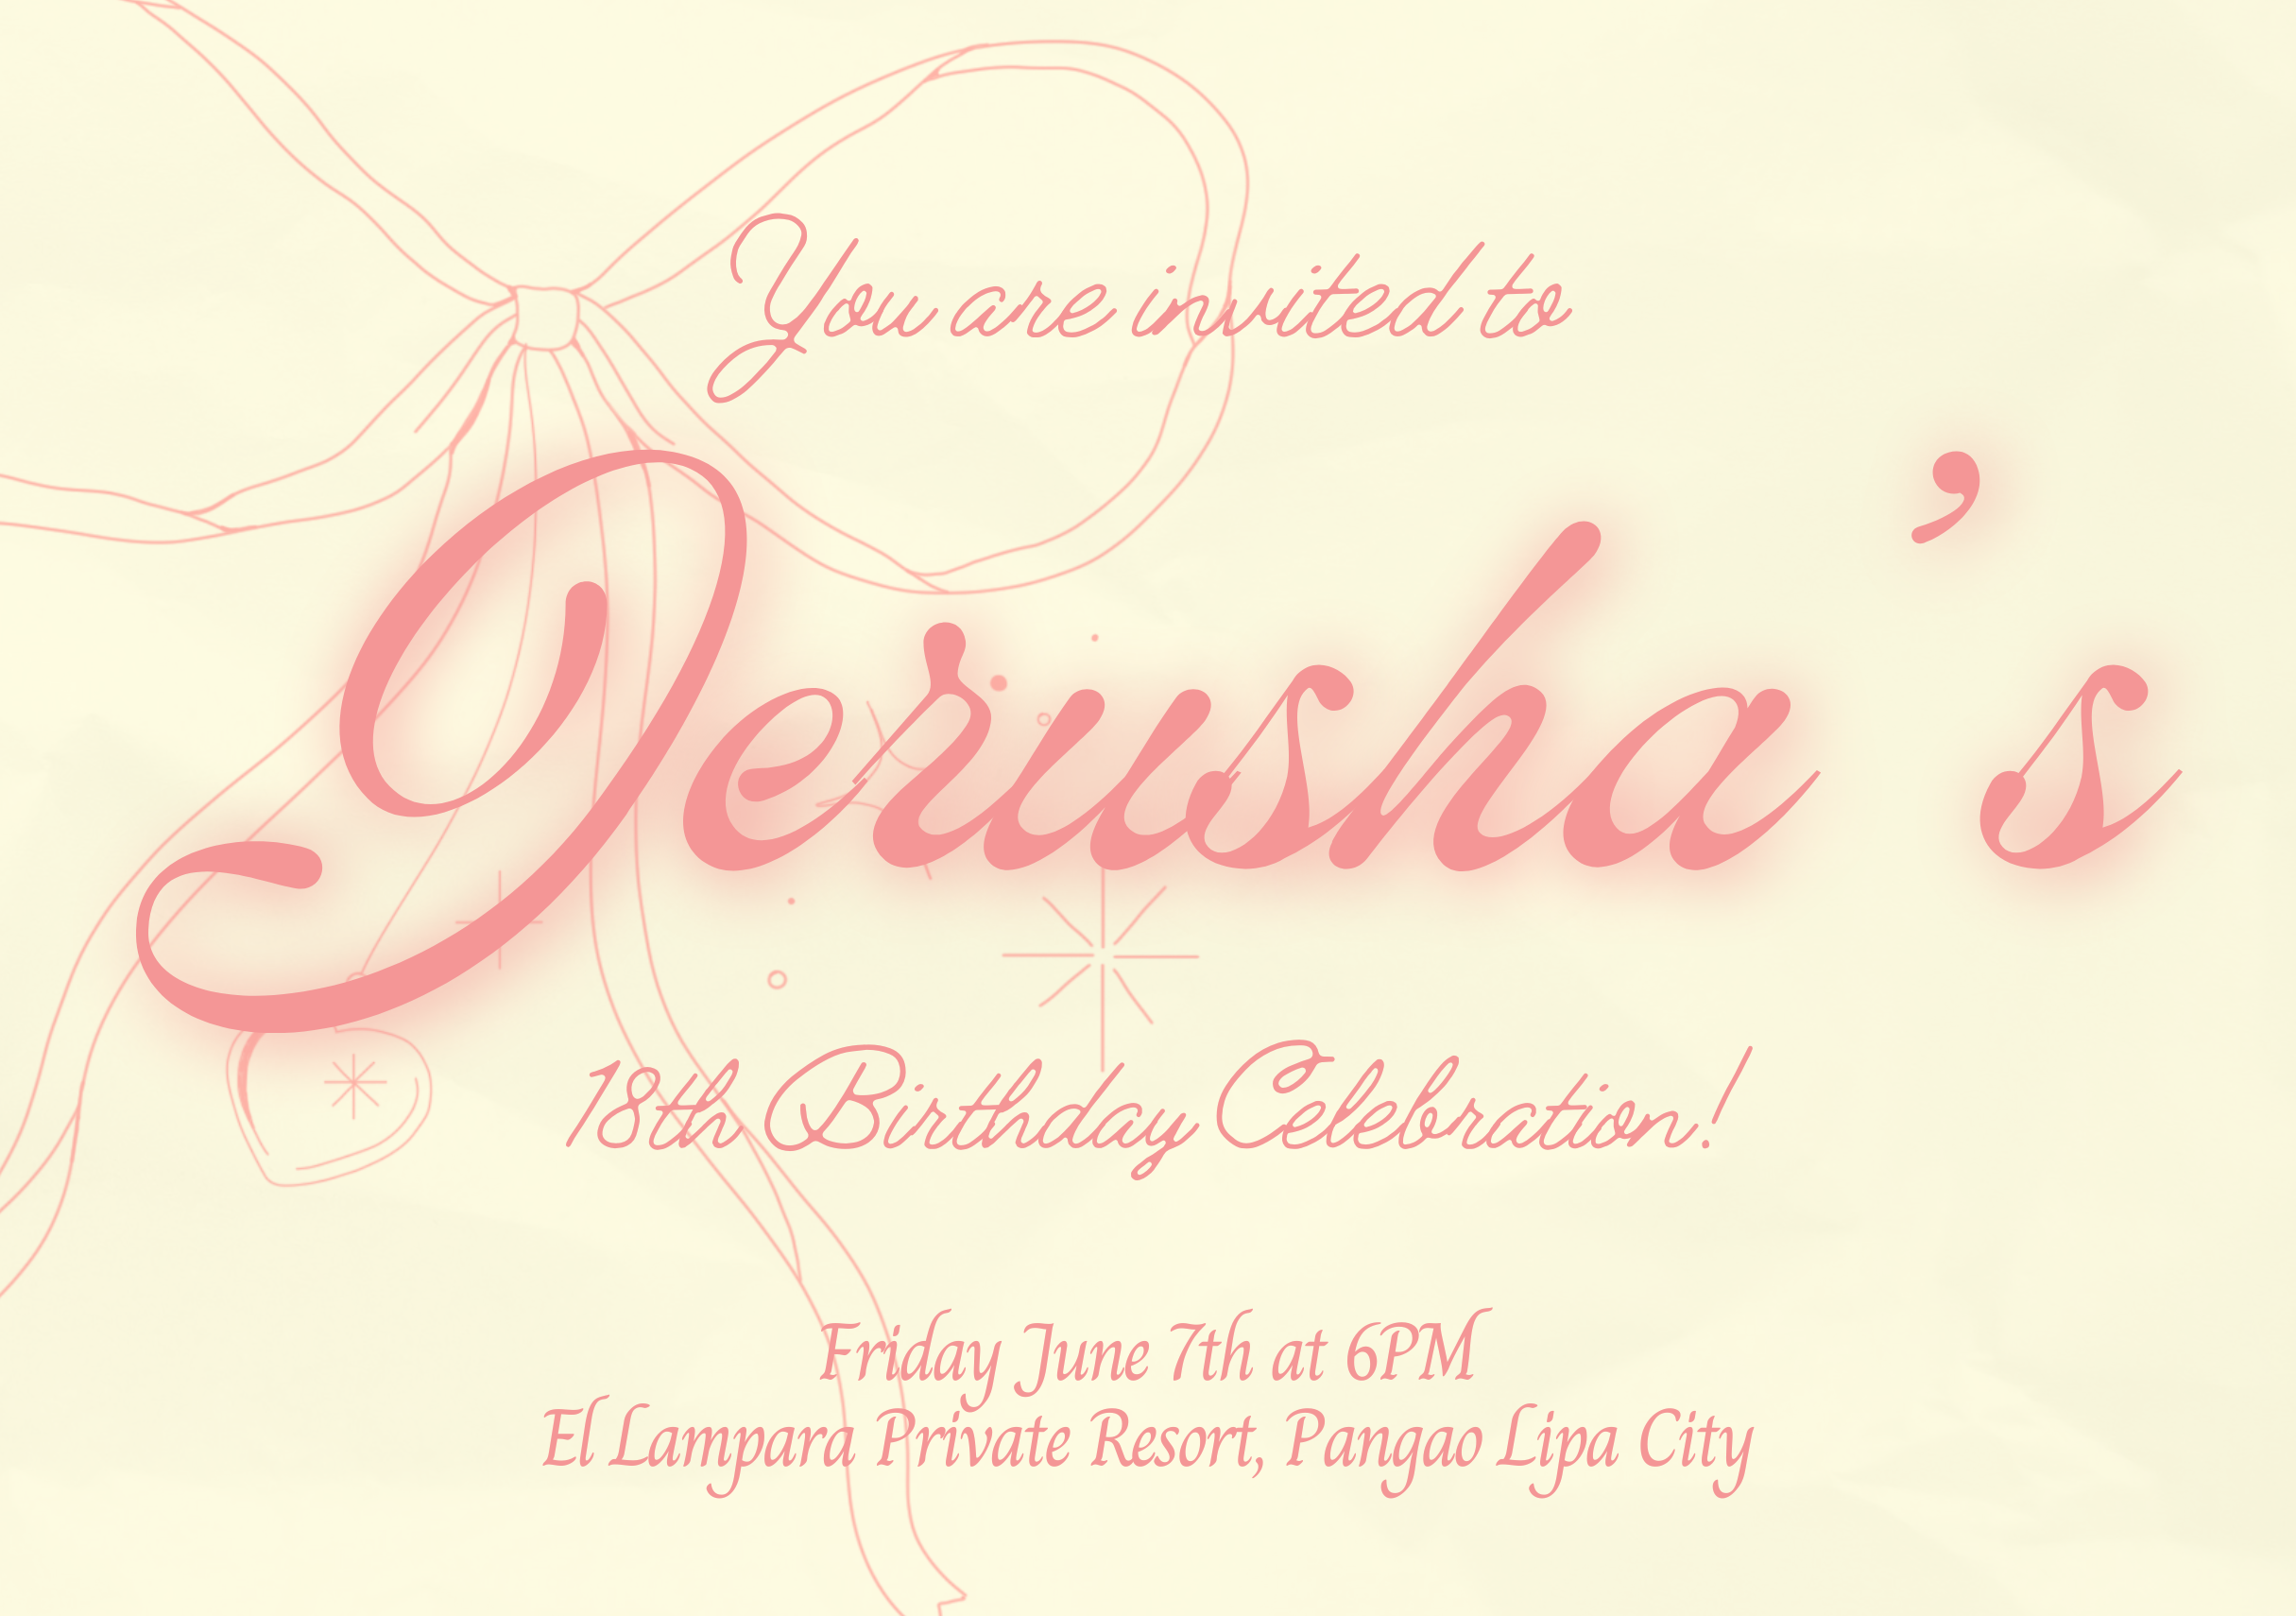 You are invited to
Jerusha's
18th Birthday Celebration!
Friday June 7th at 6PM
El Lampara Private Resort, Pangao Lipa City